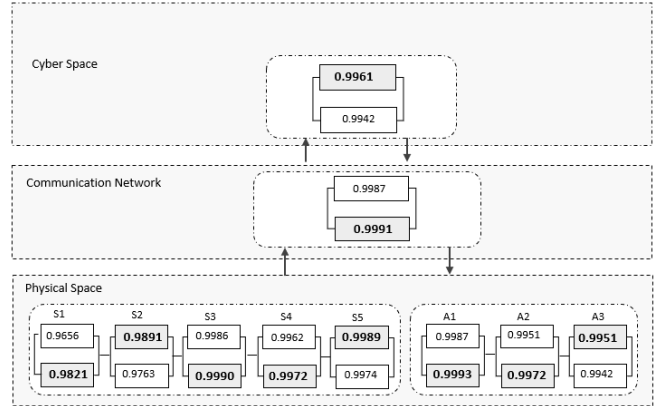 Cyber Space
0.9961
0.9942
Communication Network
0.9987
0.9991
Physical Space
S1 S2 S3 S4 S5 A1 A2 A3
0.9656 0.9891 0.9986 0.9962 0.9989 0.9987 0.9951 0.9951
0.9821 0.9763 0.9990 0.9972 0.9974 0.9993 0.9972 0.9942